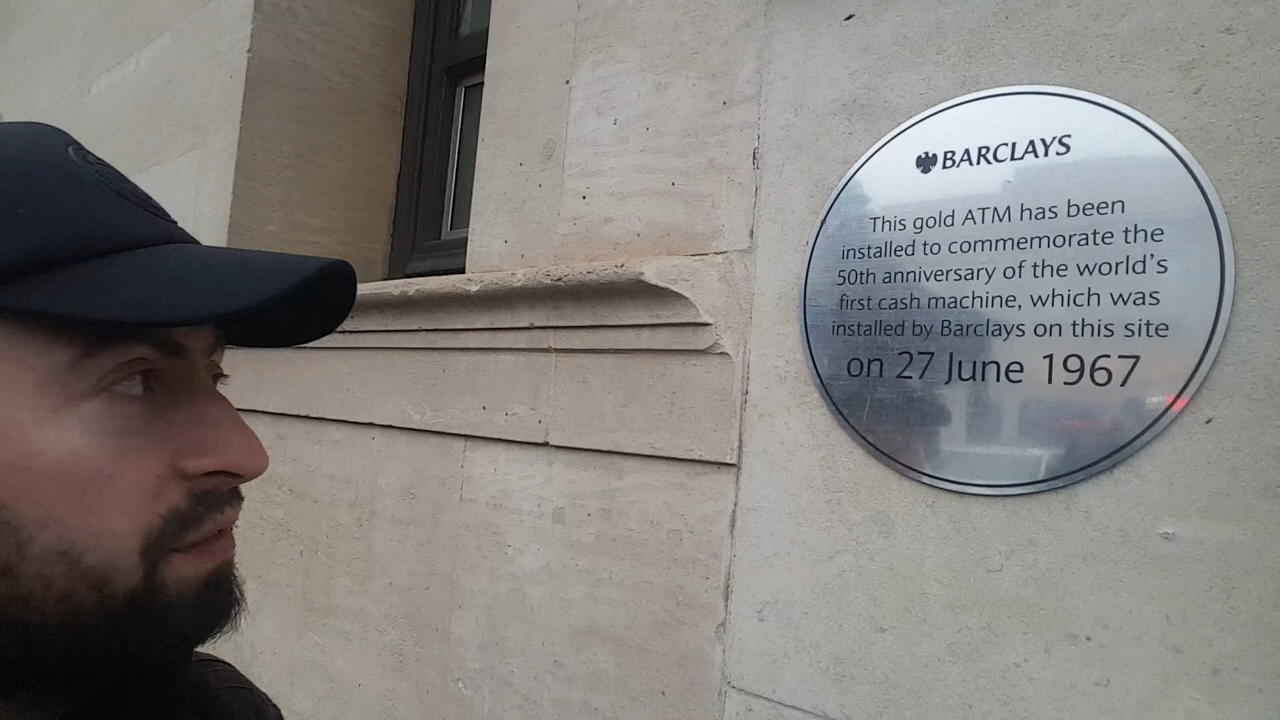 BARCLAYS
This gold ATM has been
installed to commemorate the
50th anniversary of the world's
first cash machine, which was
installed by Barclays on this site
on 27 June 1967